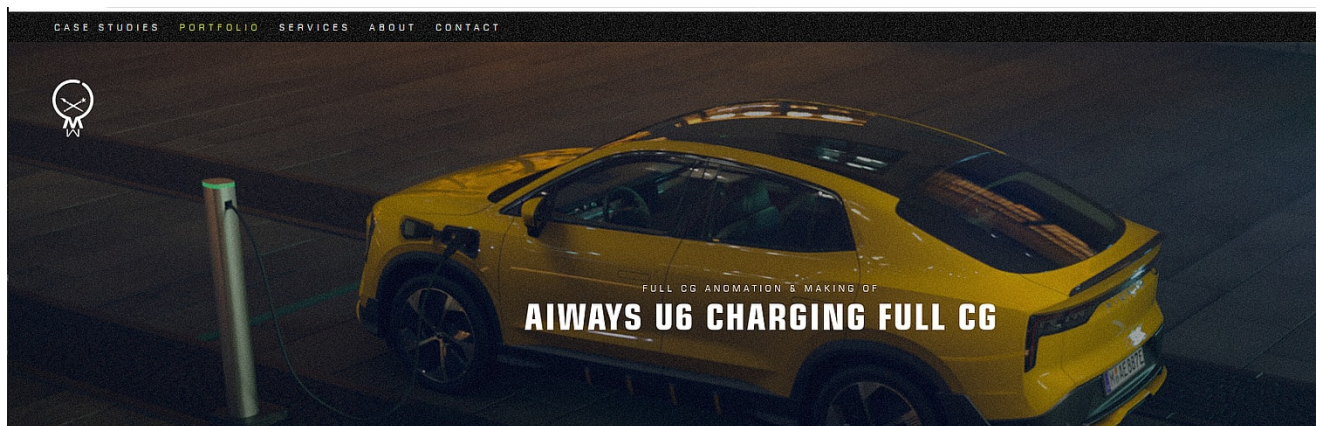 CASE STUDIES PORTFOLIO SERVICES ABOUT CONTACT
FULL CG ANOMATION & MAKING OF
AIWAYS U6 CHARGING FULL CG